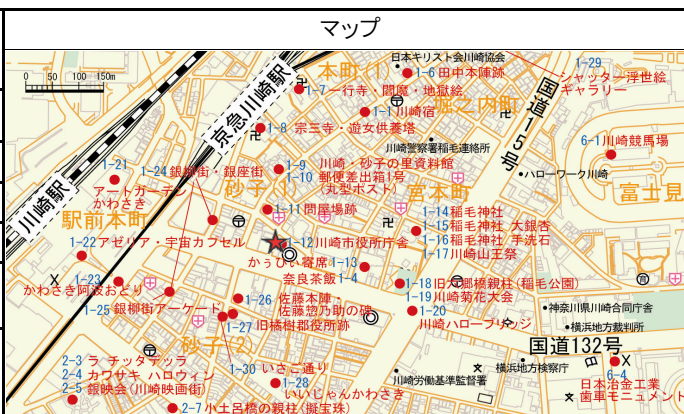 マップ
0 50 100 150m
日本キリスト会川崎協会
本町(1)
1-6 田中本陣跡
1-29
シャッター浮世絵
ギャラリー
1-7 一行寺・閻魔・地獄絵
京急川崎駅
1-1 川崎宿
堀之内町
国道15号
1-8 宗三寺・遊女供養塔
川崎警察署稲毛連絡所
6-1 川崎競馬場
1-21
アートガーデン
かわさき
1-24 銀柳街・銀座街
1-9 川崎・砂子の里資料館
1-10 郵便差出箱1号
(丸型ポスト)
宮本町
ハローワーク川崎
富士見
川崎駅
駅前本町
砂子 1
1-11 問屋場跡
1-14 稲毛神社
1-15 稲毛神社 大銀杏
1-16 稲毛神社 手洗石
1-17 川崎山王祭
1-22 アゼリア・宇宙カプセル
1-12 川崎市役所庁舎
かわさい寄席 1-13
奈良茶飯 1-4
1-23
かわさき阿波おどり
1-18 旧大郷橋親柱(稲毛公園)
1-19 川崎菊花大会
1-20
川崎ハローブリッジ
1-25 銀柳街アーケード
1-26 佐藤本陣・
佐藤惣乃助の碑
1-27
旧橘樹郡役所跡
神奈川県川崎合同庁舎
横浜地方裁判所
国道132号
砂子 2
2-3 ラ チッタデッラ
2-4 カワサキ ハロウィン
2-5 銀映会(川崎映画街)
1-30 いさご通り
1-28
いいじゃんかわさき
横浜地方検察庁
川崎労働基準監督署
6-4
日本冶金工業
歯車モニュメント
2-7 小土呂橋の親柱(擬宝珠)